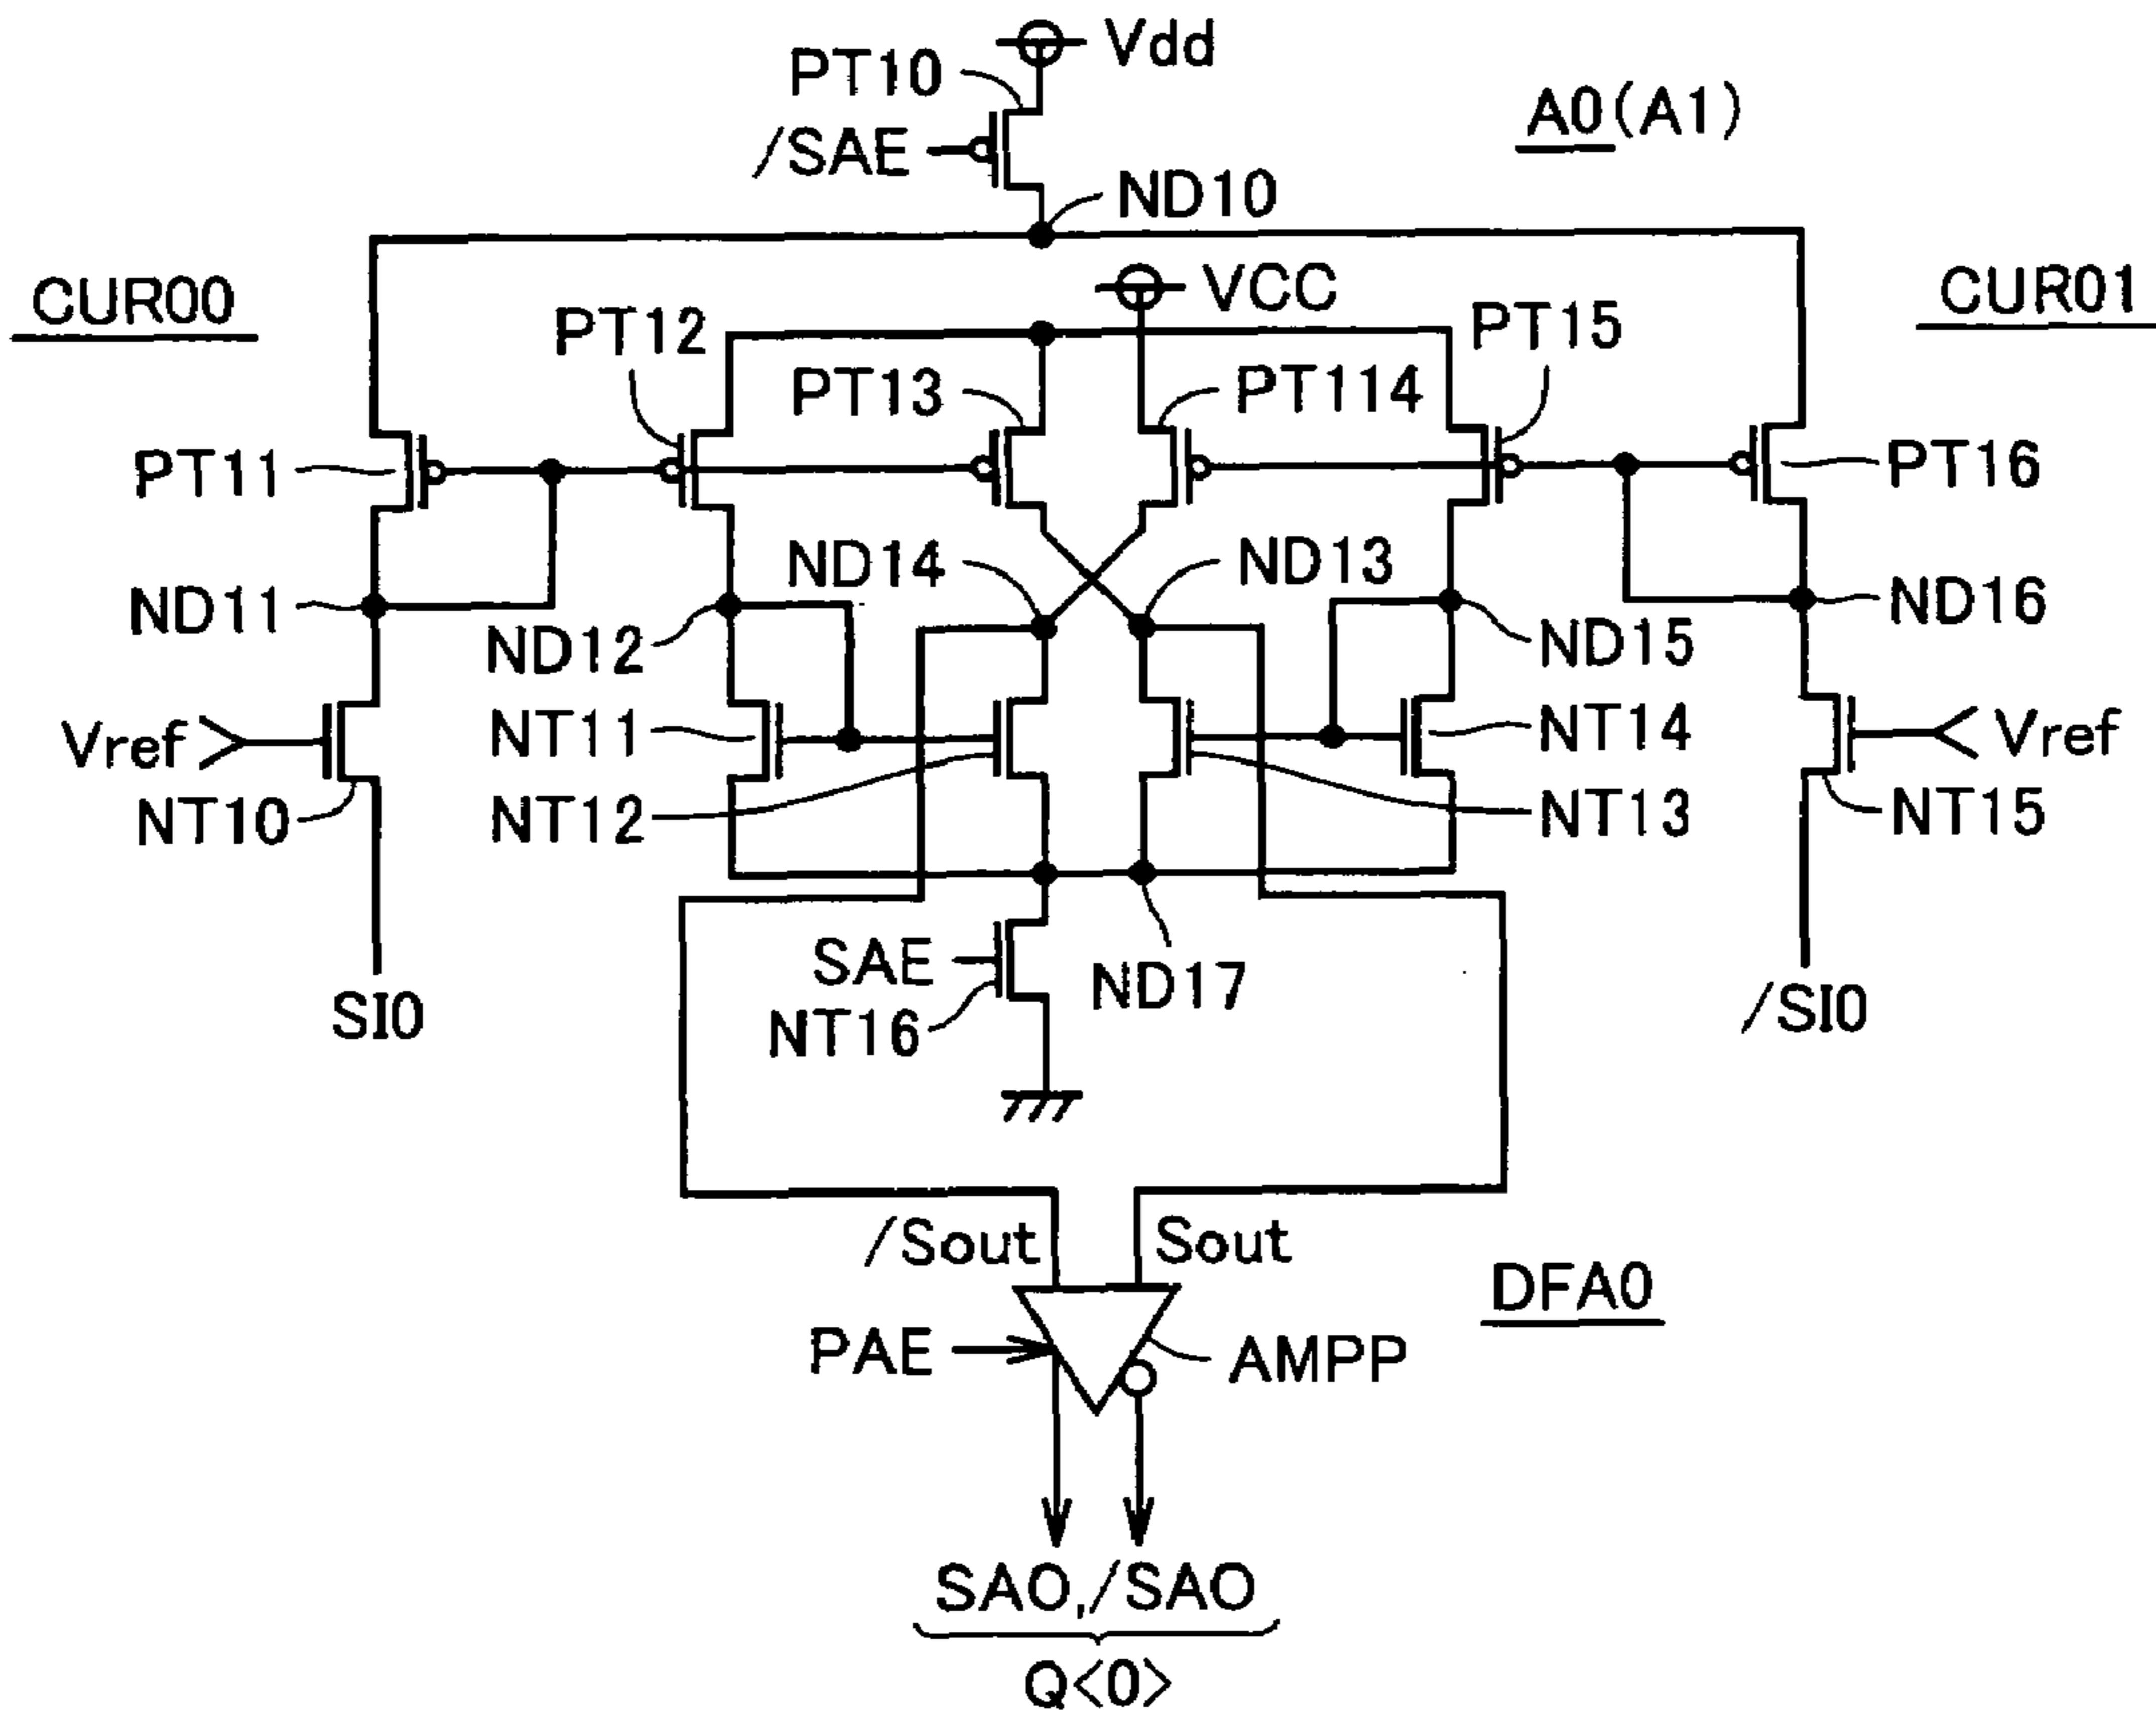 Vdd
PT10
A0(A1)
/SAE
ND10
CUR00
VCC
CUR01
PT12
PT15
PT13
PT114
PT11
PT16
ND14
ND13
ND11
ND16
ND12
ND15
Vref
NT11
NT14
Vref
NT10
NT12
NT13
NT15
SAE
ND17
SI0
/SI0
NT16
/Sout
Sout
DFA0
PAE
AMPP
SAO,/SAO
Q<0>